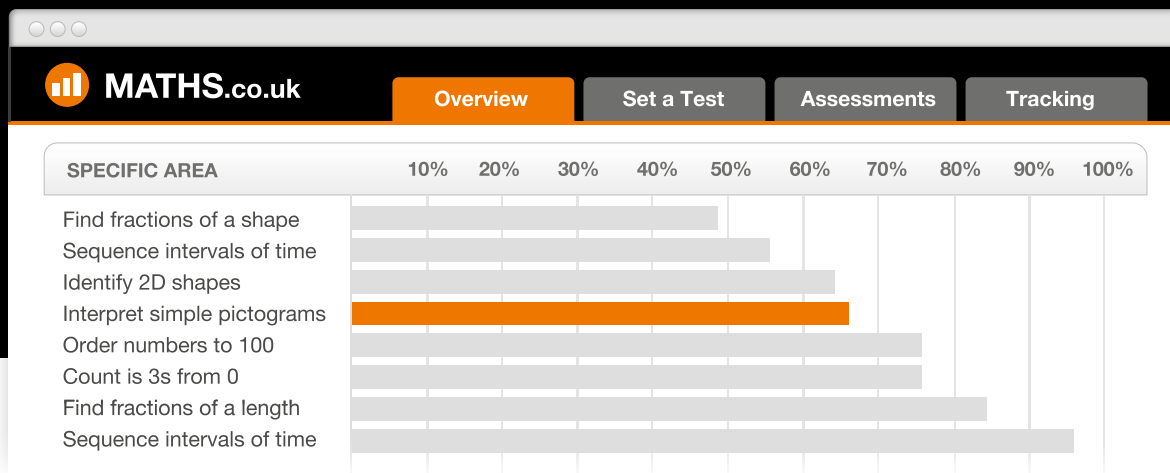 MATHS.co.uk
Overview Set a Test Assessments Tracking
SPECIFIC AREA 10% 20% 30% 40% 50% 60% 70% 80% 90% 100%
Find fractions of a shape
Sequence intervals of time
Identify 2D shapes
Interpret simple pictograms
Order numbers to 100
Count is 3s from 0
Find fractions of a length
Sequence intervals of time